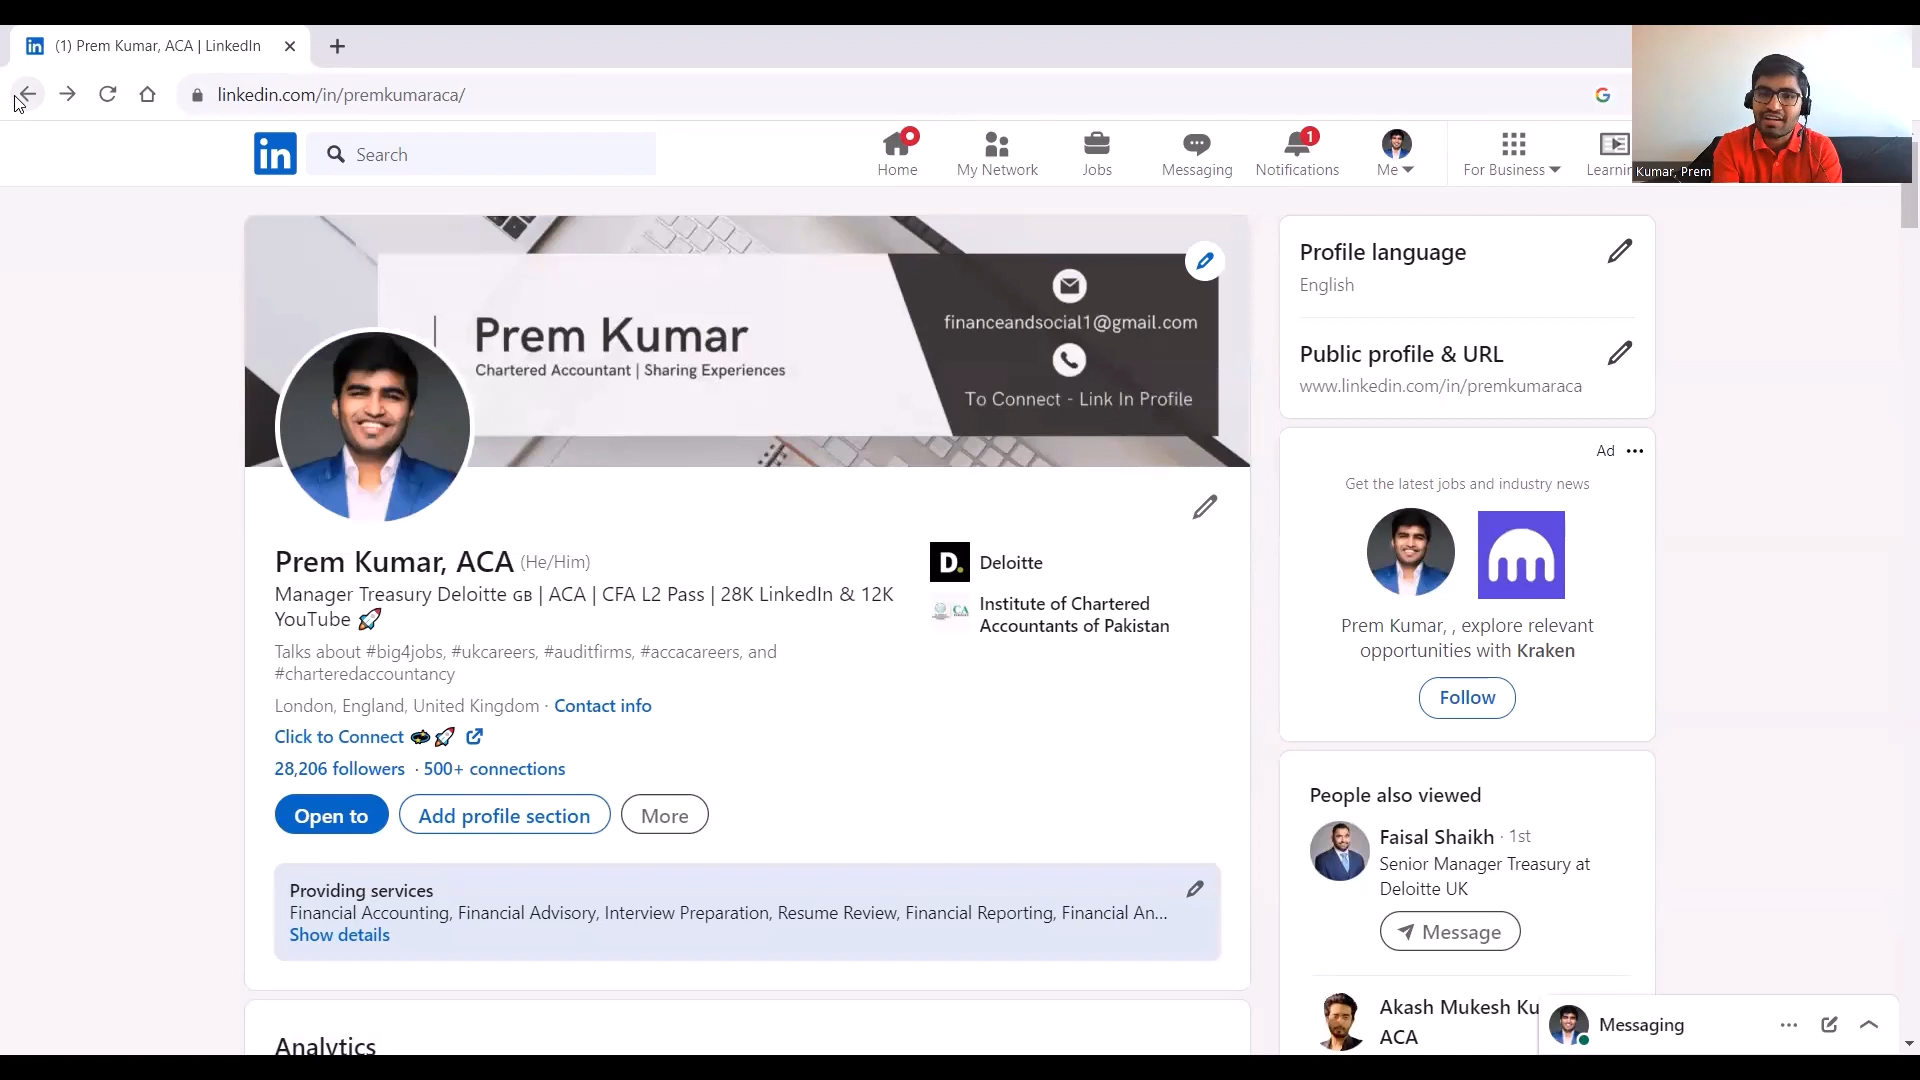 (1) Prem Kumar, ACA | LinkedIn
linkedin.com/in/premkumaraca/
Kumar, Prem
in
Search
Home
My Network
Jobs
Messaging
1
Notifications
Me
For Business
Learnin
Prem Kumar
Chartered Accountant | Sharing Experiences
financeandsocial1@gmail.com
To Connect - Link In Profile
Prem Kumar, ACA (He/Him)
Manager Treasury Deloitte GB | ACA | CFA L2 Pass | 28K LinkedIn & 12K
YouTube 🚀
Talks about #big4jobs, #ukcareers, #auditfirms, #accacareers, and
#charteredaccountancy
London, England, United Kingdom · Contact info
Click to Connect
28,206 followers · 500+ connections
Open to
Add profile section
More
D.
Deloitte
CA
Institute of Chartered
Accountants of Pakistan
Providing services
Financial Accounting, Financial Advisory, Interview Preparation, Resume Review, Financial Reporting, Financial An...
Show details
Analytics
Profile language
English
Public profile & URL
www.linkedin.com/in/premkumaraca
Ad
Get the latest jobs and industry news
Prem Kumar, , explore relevant
opportunities with Kraken
Follow
People also viewed
Faisal Shaikh · 1st
Senior Manager Treasury at
Deloitte UK
Message
Akash Mukesh Ku
ACA
Messaging